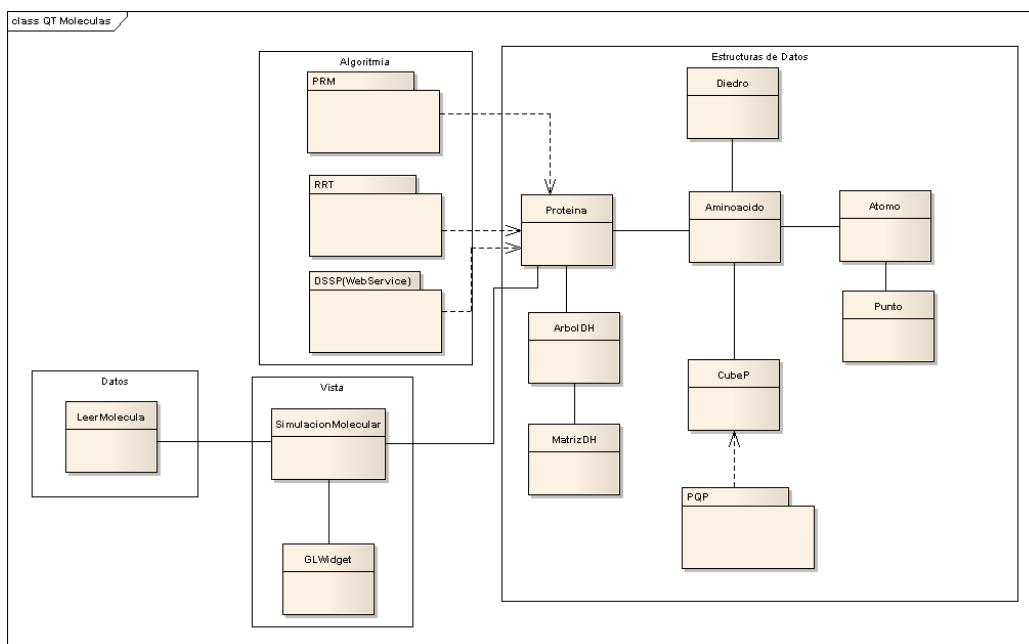 class QT Moleculas
Algoritmia
PRM
RRT
DSSP(WebService)
Estructuras de Datos
Diedro
Proteina
Aminoacido
Atomo
Punto
ArbolDH
CubeP
MatrizDH
PQP
Datos
LeerMolecula
Vista
SimulacionMolecular
GLWidget